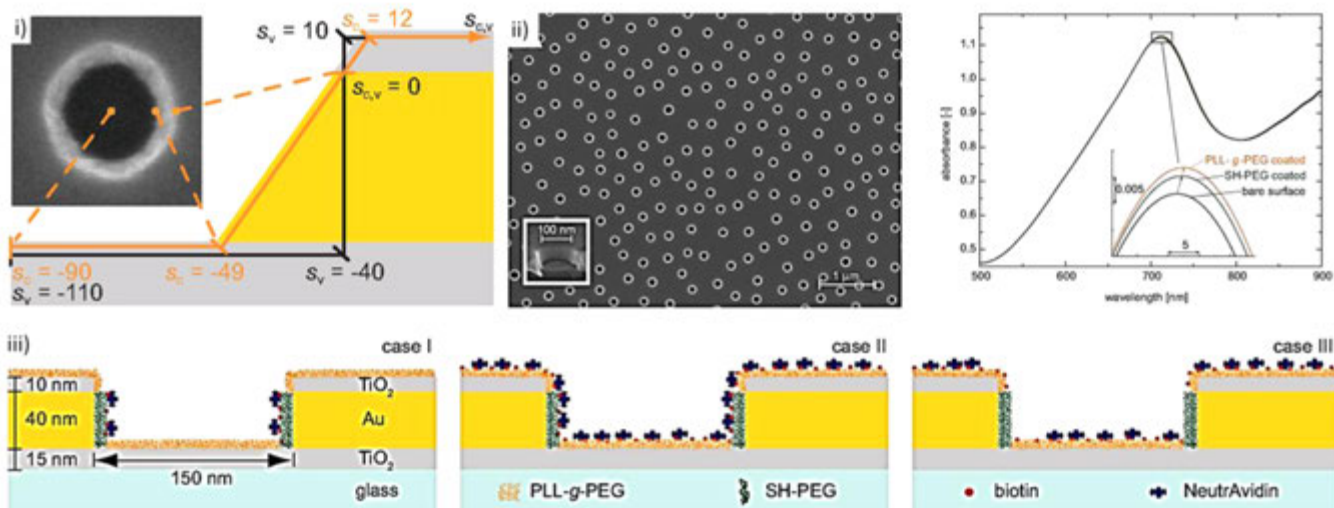 i)
s_c = 12
s_v = 10
s_c,v
s_c,v = 0
s_c = -90
s_c = -49
s_v = -40
s_v = -110
ii)
100 nm
1 µm
absorbance [-]
1.1
1.0
0.9
0.8
0.7
0.6
0.5
PLL-g-PEG coated
SH-PEG coated
bare surface
0.005
5
500 600 700 800 900
wavelength [nm]
iii)
case I
case II
case III
10 nm
TiO₂
40 nm
Au
15 nm
TiO₂
150 nm
glass
PLL-g-PEG
SH-PEG
biotin
NeutrAvidin